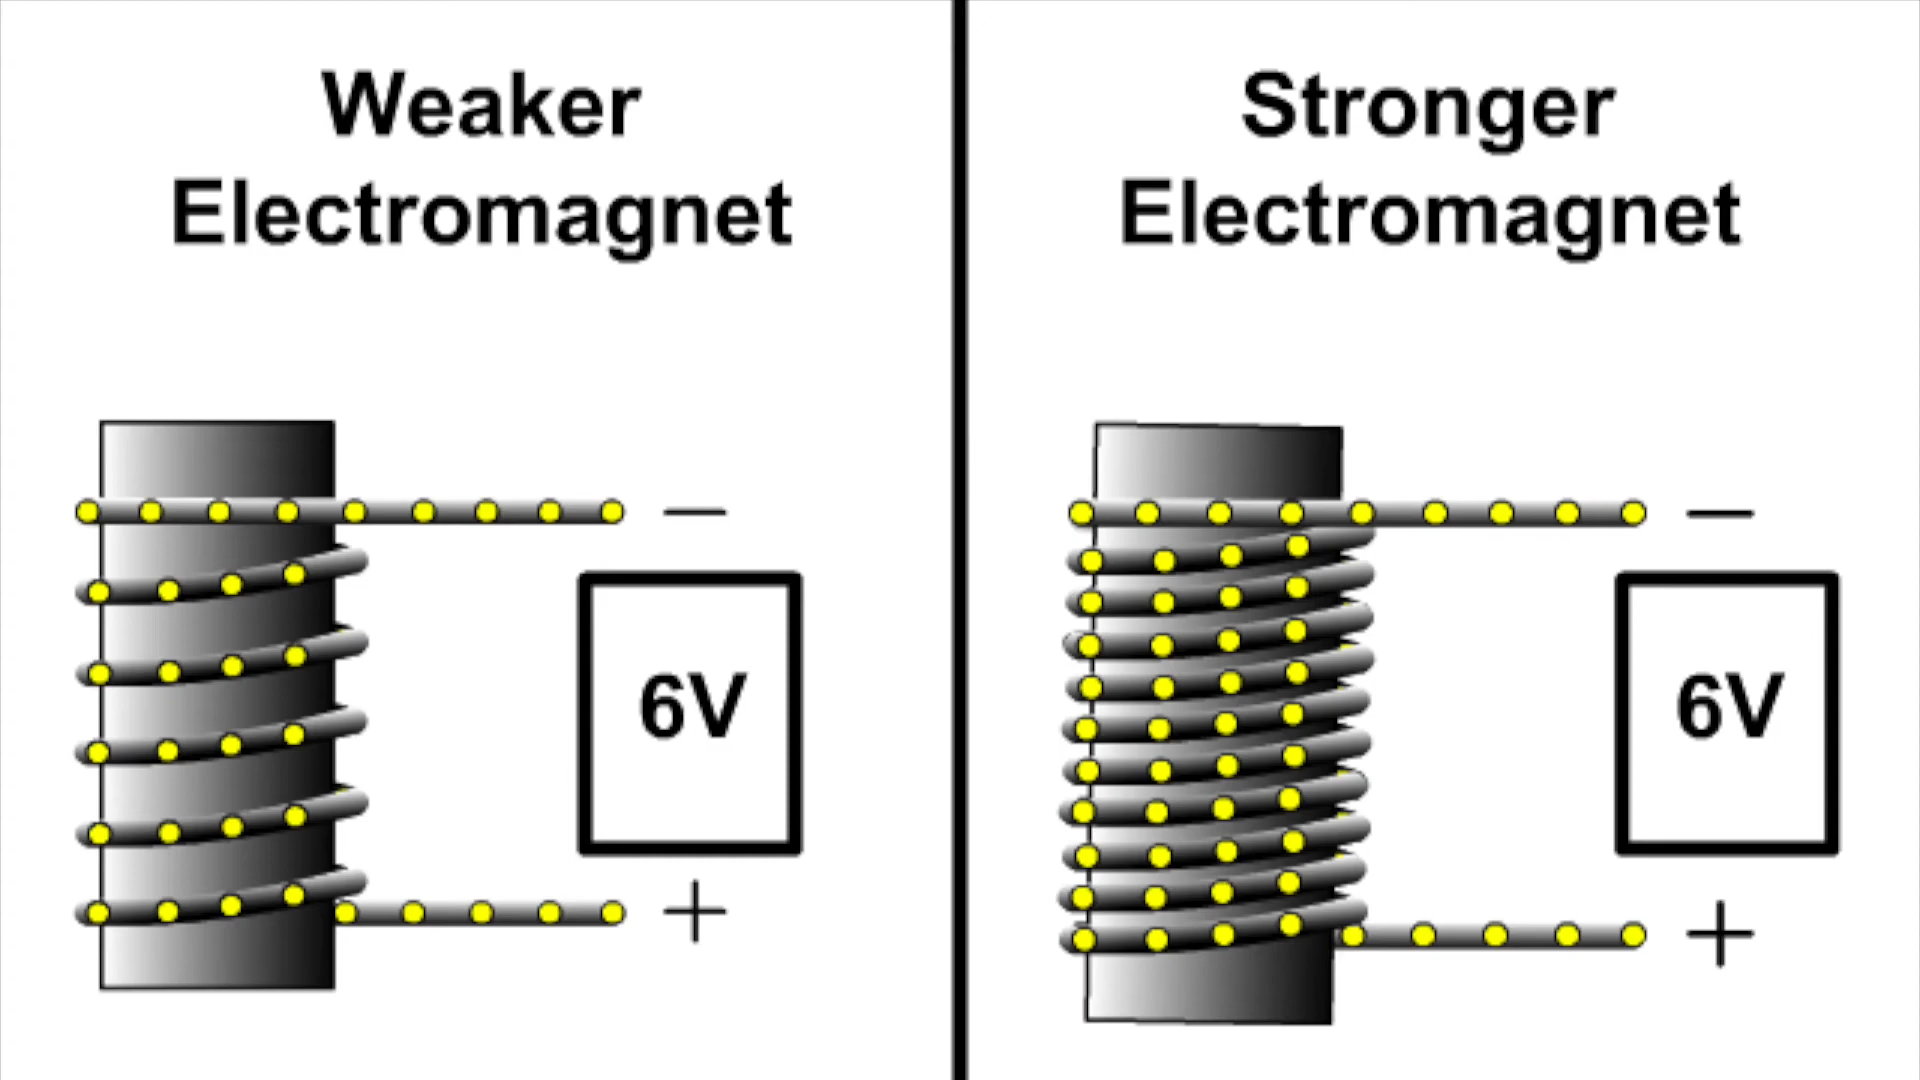 Weaker
Electromagnet
−
6V
+
Stronger
Electromagnet
−
6V
+